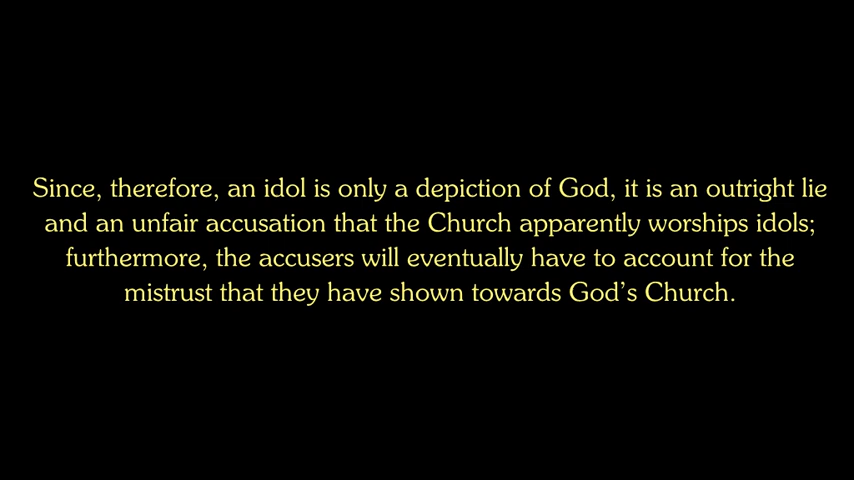 Since, therefore, an idol is only a depiction of God, it is an outright lie
and an unfair accusation that the Church apparently worships idols;
furthermore, the accusers will eventually have to account for the
mistrust that they have shown towards God’s Church.